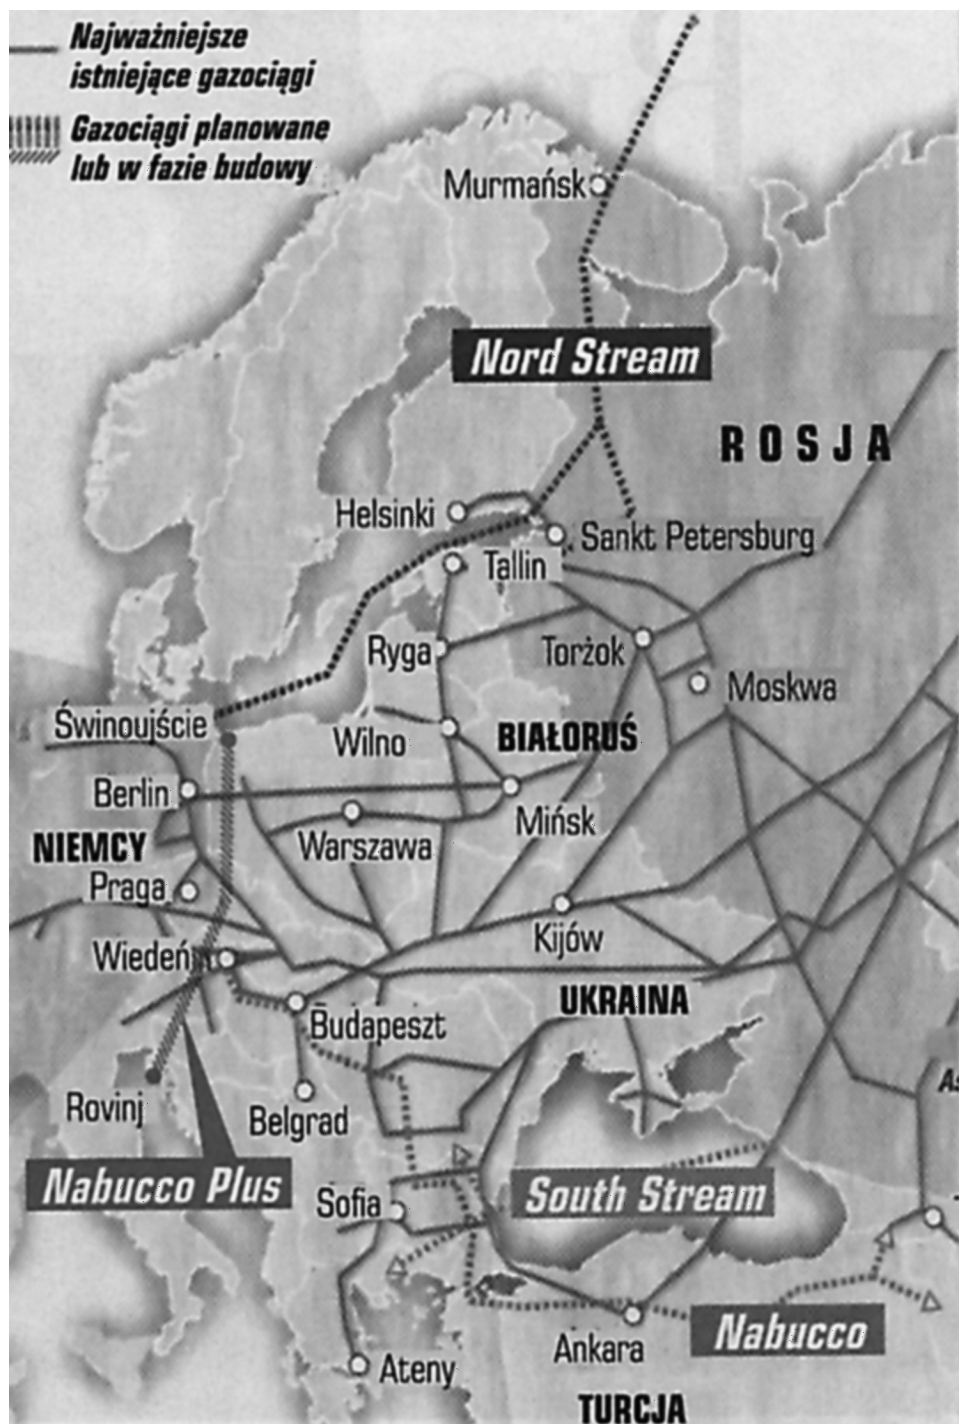 Najważniejsze
istniejące gazociągi
Gazociągi planowane
lub w fazie budowy
Murmańsk
Nord Stream
ROSJA
Helsinki
Sankt Petersburg
Tallin
Ryga
Torżok
Moskwa
Świnoujście
Wilno
BIAŁORUŚ
Berlin
Mińsk
NIEMCY
Warszawa
Praga
Kijów
Wiedeń
UKRAINA
Budapeszt
Rovinj
Belgrad
Nabucco Plus
Sofia
South Stream
Nabucco
Ankara
Ateny
TURCJA